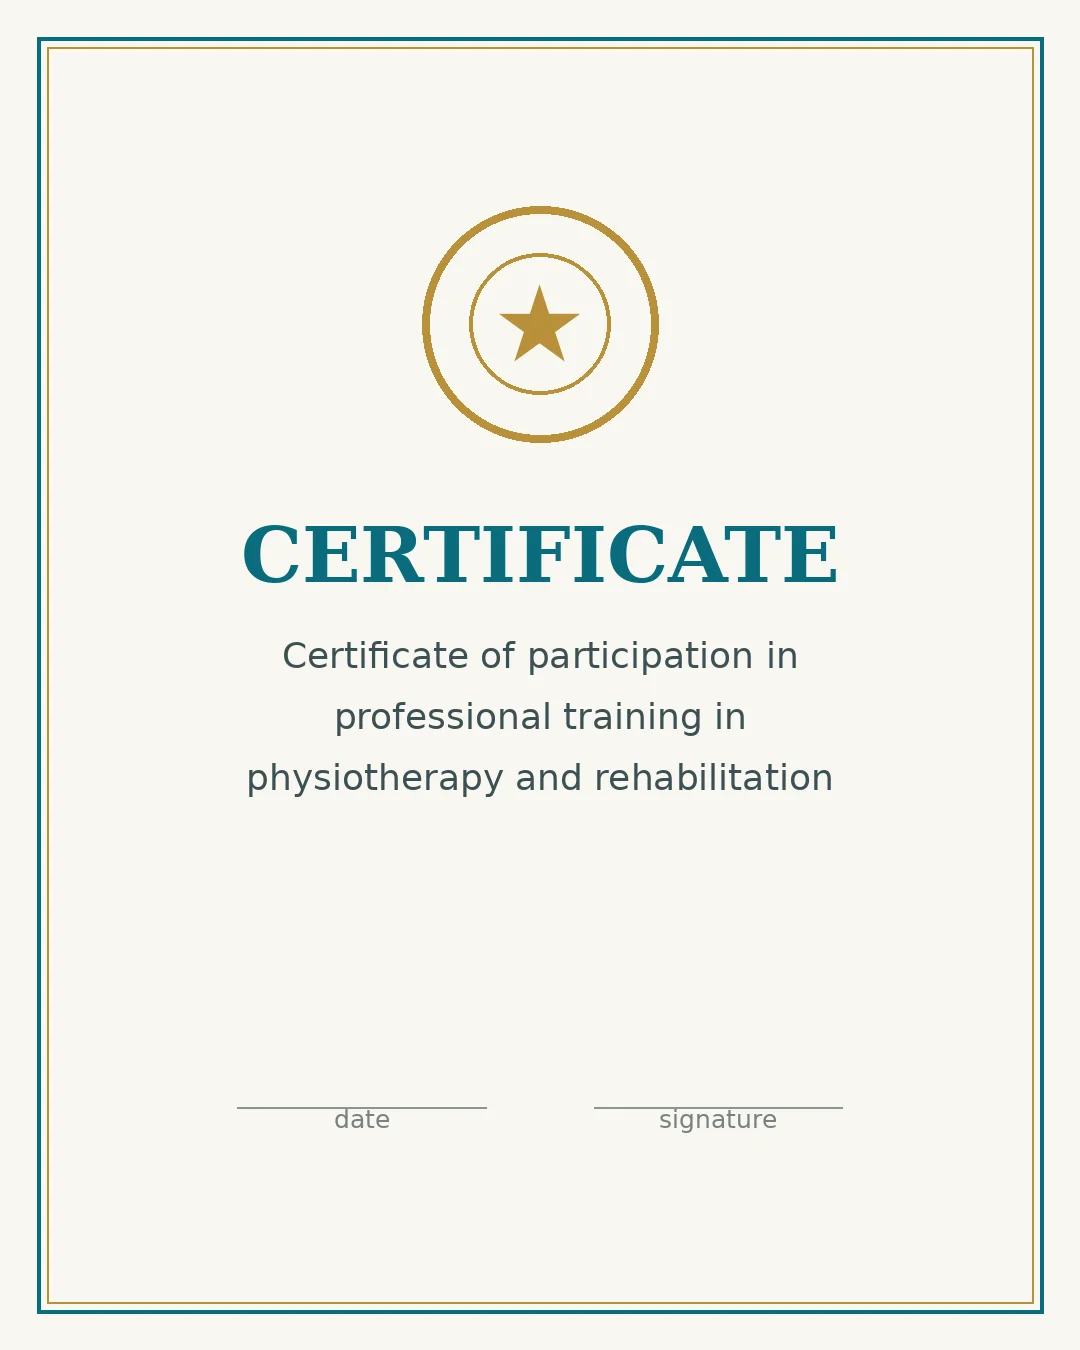 CERTIFICATE
Certificate of participation in
professional training in
physiotherapy and rehabilitation
date
signature